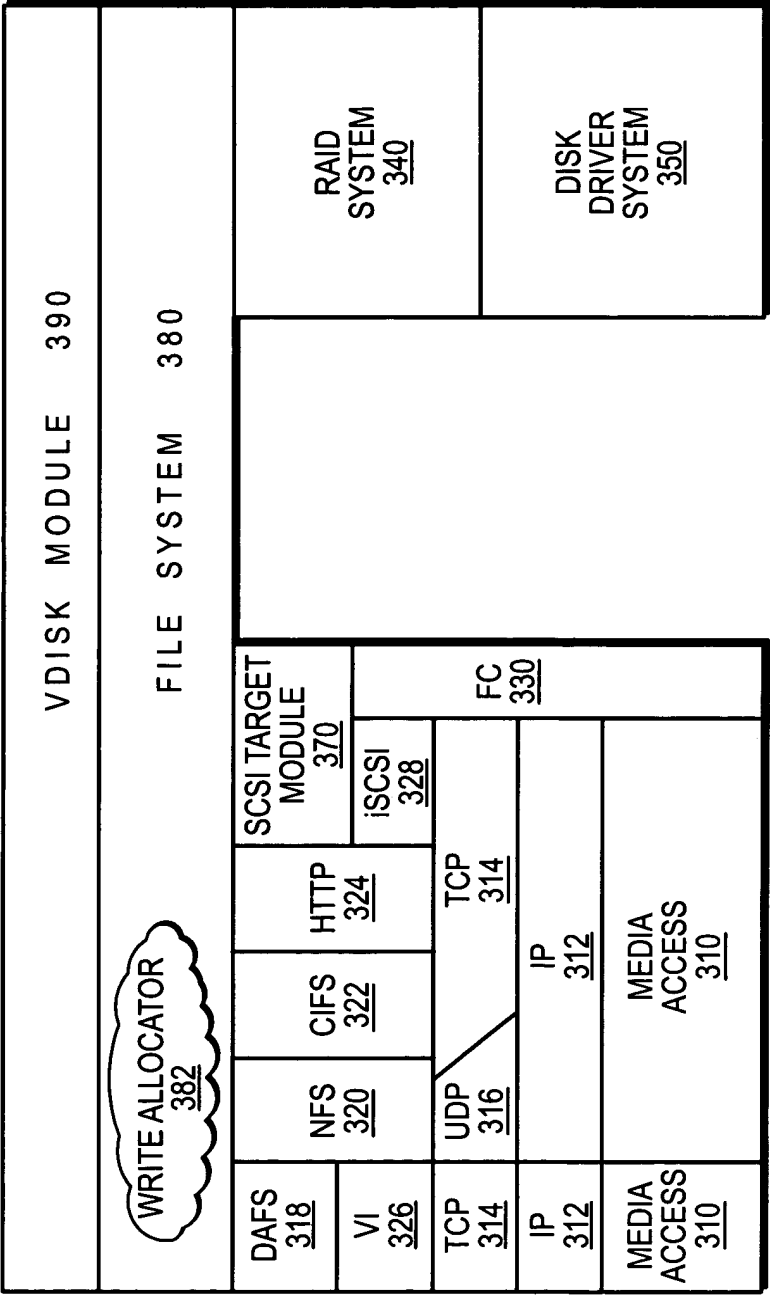 VDISK MODULE 390
FILE SYSTEM 380
WRITE ALLOCATOR
382
DAFS
318
VI
326
TCP
314
IP
312
MEDIA
ACCESS
310
NFS
320
CIFS
322
HTTP
324
SCSI TARGET
MODULE
370
iSCSI
328
FC
330
UDP
316
TCP
314
IP
312
MEDIA
ACCESS
310
RAID
SYSTEM
340
DISK
DRIVER
SYSTEM
350